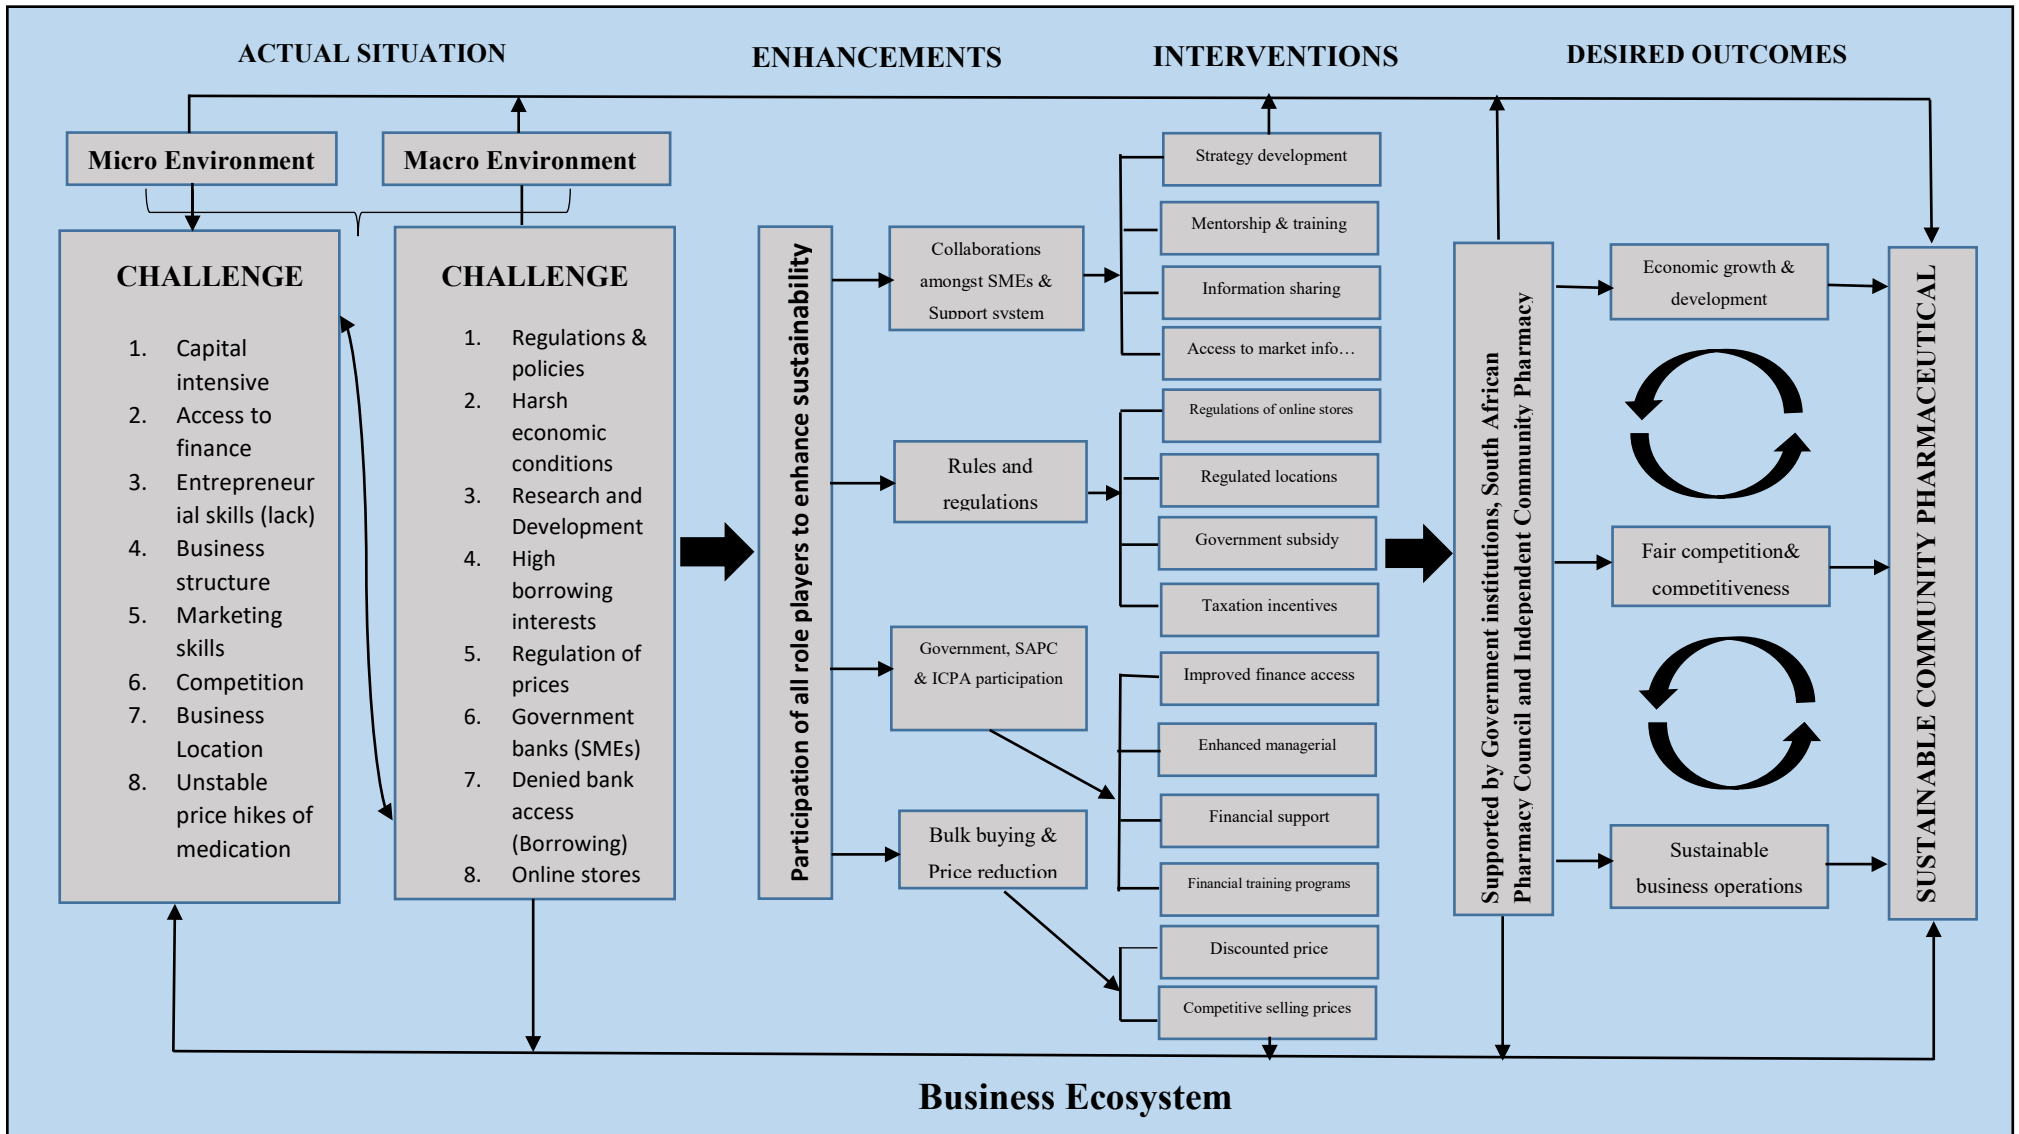 ACTUAL SITUATION
ENHANCEMENTS
INTERVENTIONS
DESIRED OUTCOMES
Micro Environment
Macro Environment
CHALLENGE
1. Capital
intensive
2. Access to
finance
3. Entrepreneur
ial skills (lack)
4. Business
structure
5. Marketing
skills
6. Competition
7. Business
Location
8. Unstable
price hikes of
medication
CHALLENGE
1. Regulations &
policies
2. Harsh
economic
conditions
3. Research and
Development
4. High
borrowing
interests
5. Regulation of
prices
6. Government
banks (SMEs)
7. Denied bank
access
(Borrowing)
8. Online stores
Participation of all role players to enhance sustainability
Collaborations
amongst SMEs &
Support system
Rules and
regulations
Government, SAPC
& ICPA participation
Bulk buying &
Price reduction
Strategy development
Mentorship & training
Information sharing
Access to market info…
Regulations of online stores
Regulated locations
Government subsidy
Taxation incentives
Improved finance access
Enhanced managerial
Financial support
Financial training programs
Discounted price
Competitive selling prices
Supported by Government institutions, South African
Pharmacy Council and Independent Community Pharmacy
Economic growth &
development
Fair competition&
competitiveness
Sustainable
business operations
SUSTAINABLE COMMUNITY PHARMACEUTICAL
Business Ecosystem